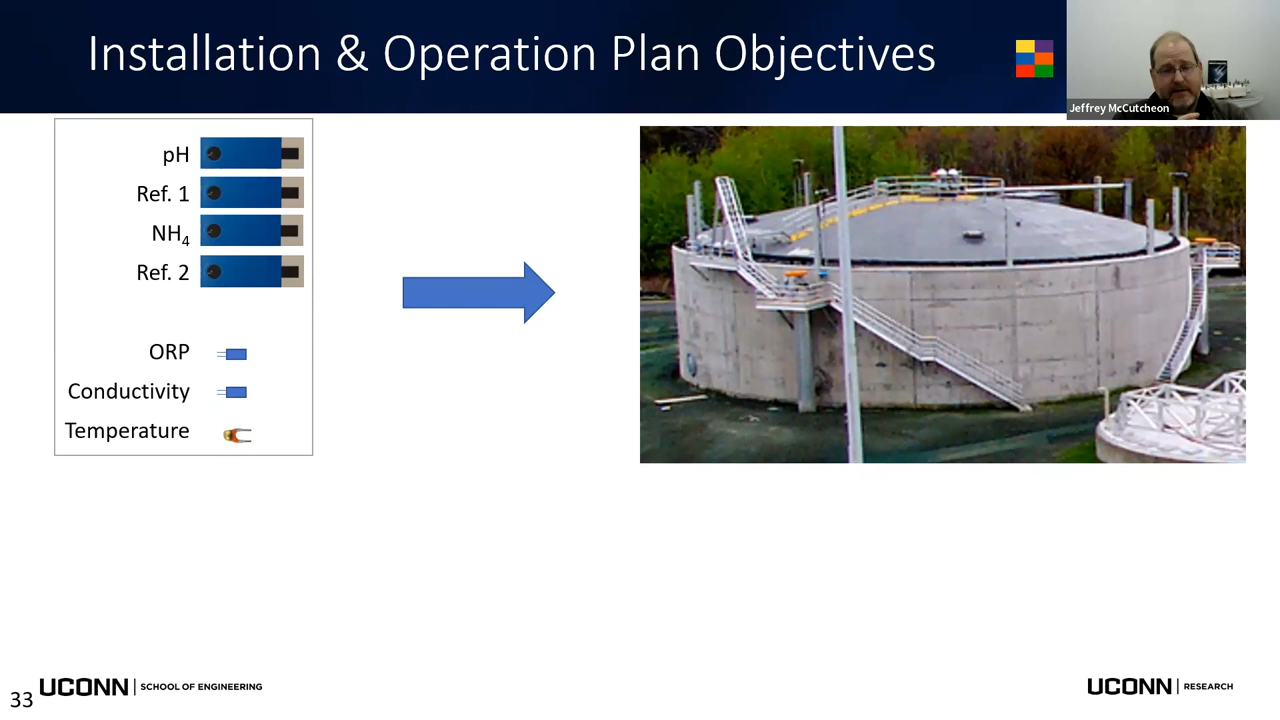 Installation & Operation Plan Objectives
Jeffrey McCutcheon
pH
Ref. 1
NH4
Ref. 2
ORP
Conductivity
Temperature
33
UCONN | SCHOOL OF ENGINEERING
UCONN | RESEARCH